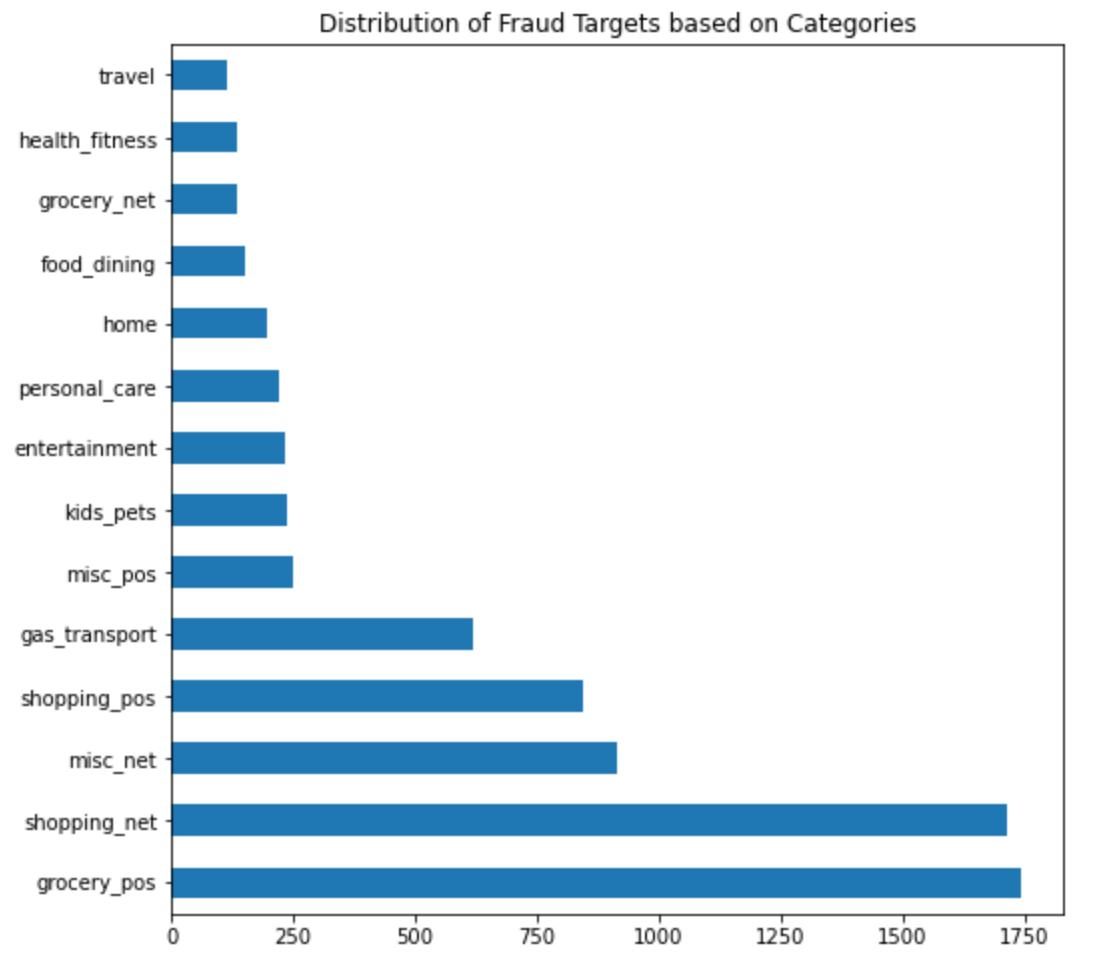 Distribution of Fraud Targets based on Categories
travel
health_fitness
grocery_net
food_dining
home
personal_care
entertainment
kids_pets
misc_pos
gas_transport
shopping_pos
misc_net
shopping_net
grocery_pos
0 250 500 750 1000 1250 1500 1750